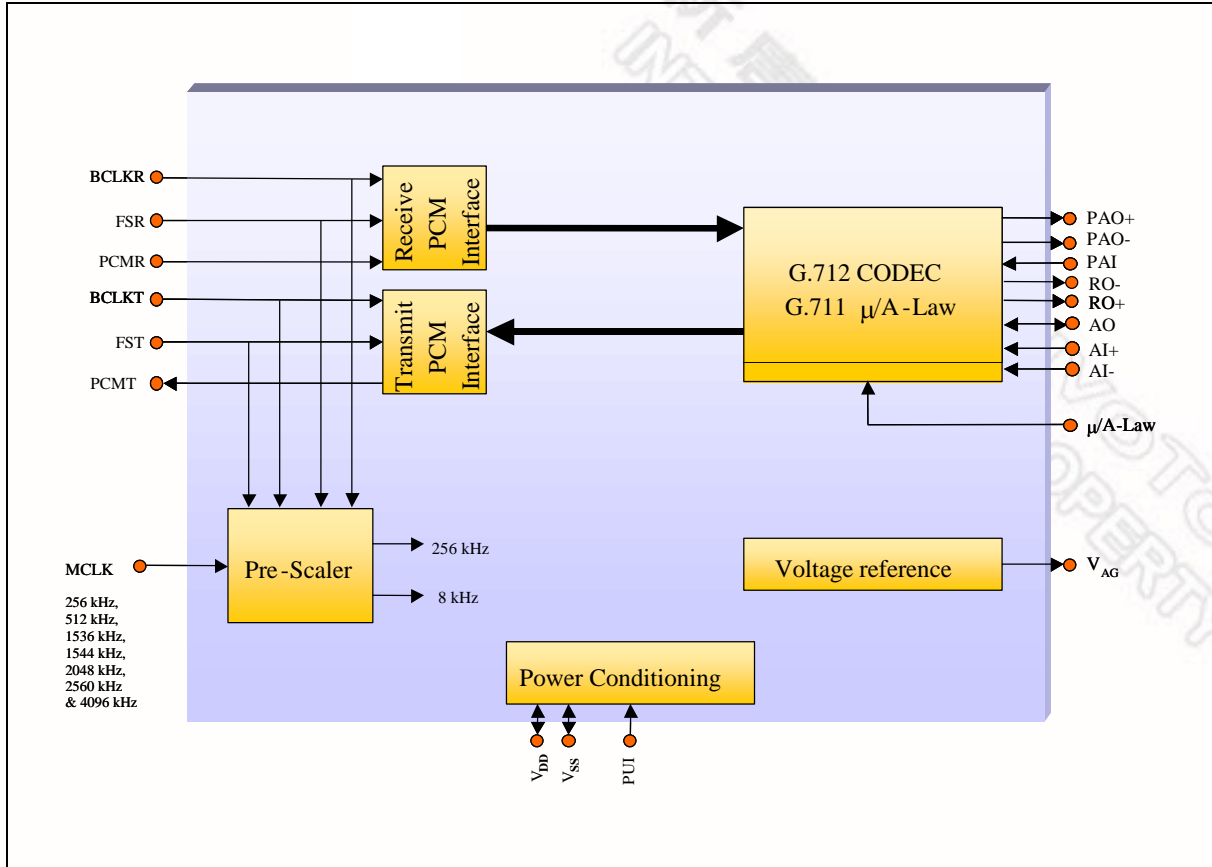 BCLKR
FSR
PCMR
BCLKT
FST
PCMT
Receive
PCM
Interface
Transmit
PCM
Interface
G.712 CODEC
G.711 μ/A-Law
PAO+
PAO-
PAI
RO-
RO+
AO
AI+
AI-
μ/A-Law
MCLK
256 kHz,
512 kHz,
1536 kHz,
1544 kHz,
2048 kHz,
2560 kHz
& 4096 kHz
Pre-Scaler
256 kHz
8 kHz
Voltage reference
VAG
Power Conditioning
VDD
VSS
PUI